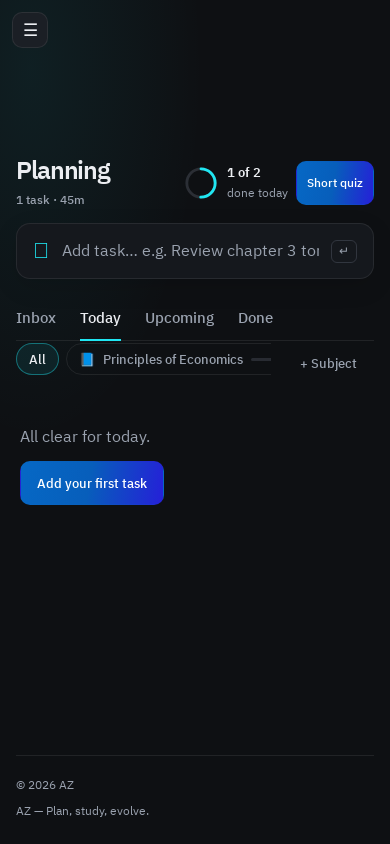 ☰
Planning
1 task · 45m
1 of 2
done today
Short quiz
Add task… e.g. Review chapter 3 to
↵
Inbox Today Upcoming Done
All 📘 Principles of Economics + Subject
All clear for today.
Add your first task
© 2026 AZ
AZ — Plan, study, evolve.